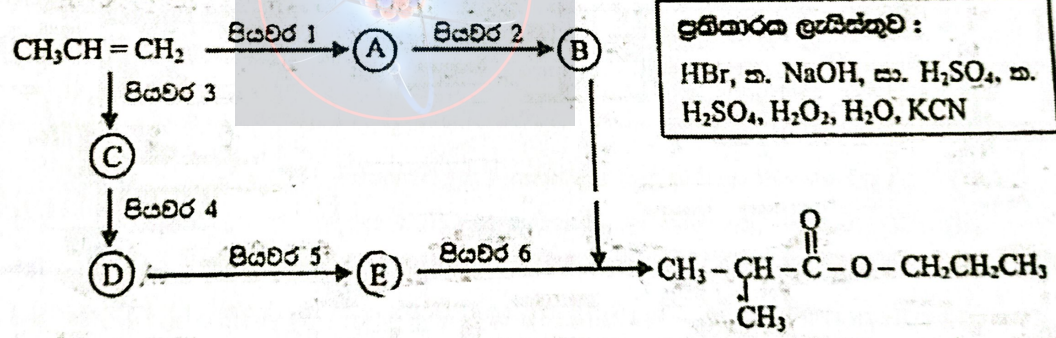 CH₃CH = CH₂ පියවර 1 A පියවර 2 B
පියවර 3
C
පියවර 4
D පියවර 5 E පියවර 6 CH₃ – CH – C – O – CH₂CH₂CH₃
O
CH₃
ප්‍රතිකාරක ලැයිස්තුව :
HBr, ත. NaOH, සා. H₂SO₄, ත.
H₂SO₄, H₂O₂, H₂O, KCN